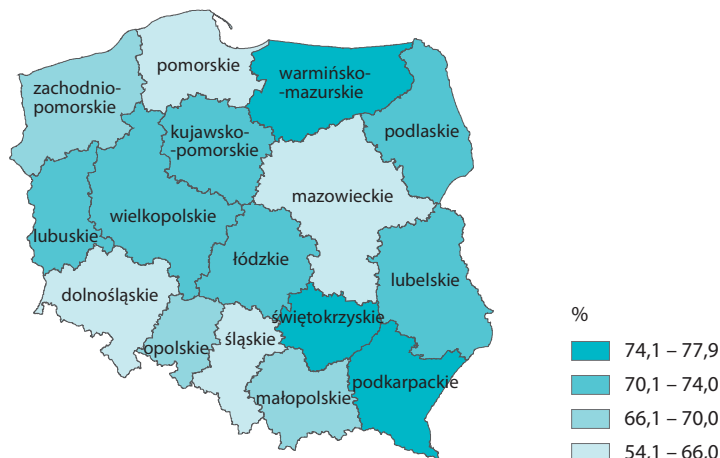 pomorskie
zachodnio-
pomorskie
warmińsko-
-mazurskie
kujawsko-
-pomorskie
podlaskie
mazowieckie
wielkopolskie
lubuskie
łódzkie
lubelskie
dolnośląskie
świętokrzyskie
opolskie
śląskie
małopolskie
podkarpackie
%
74,1 – 77,9
70,1 – 74,0
66,1 – 70,0
54,1 – 66,0